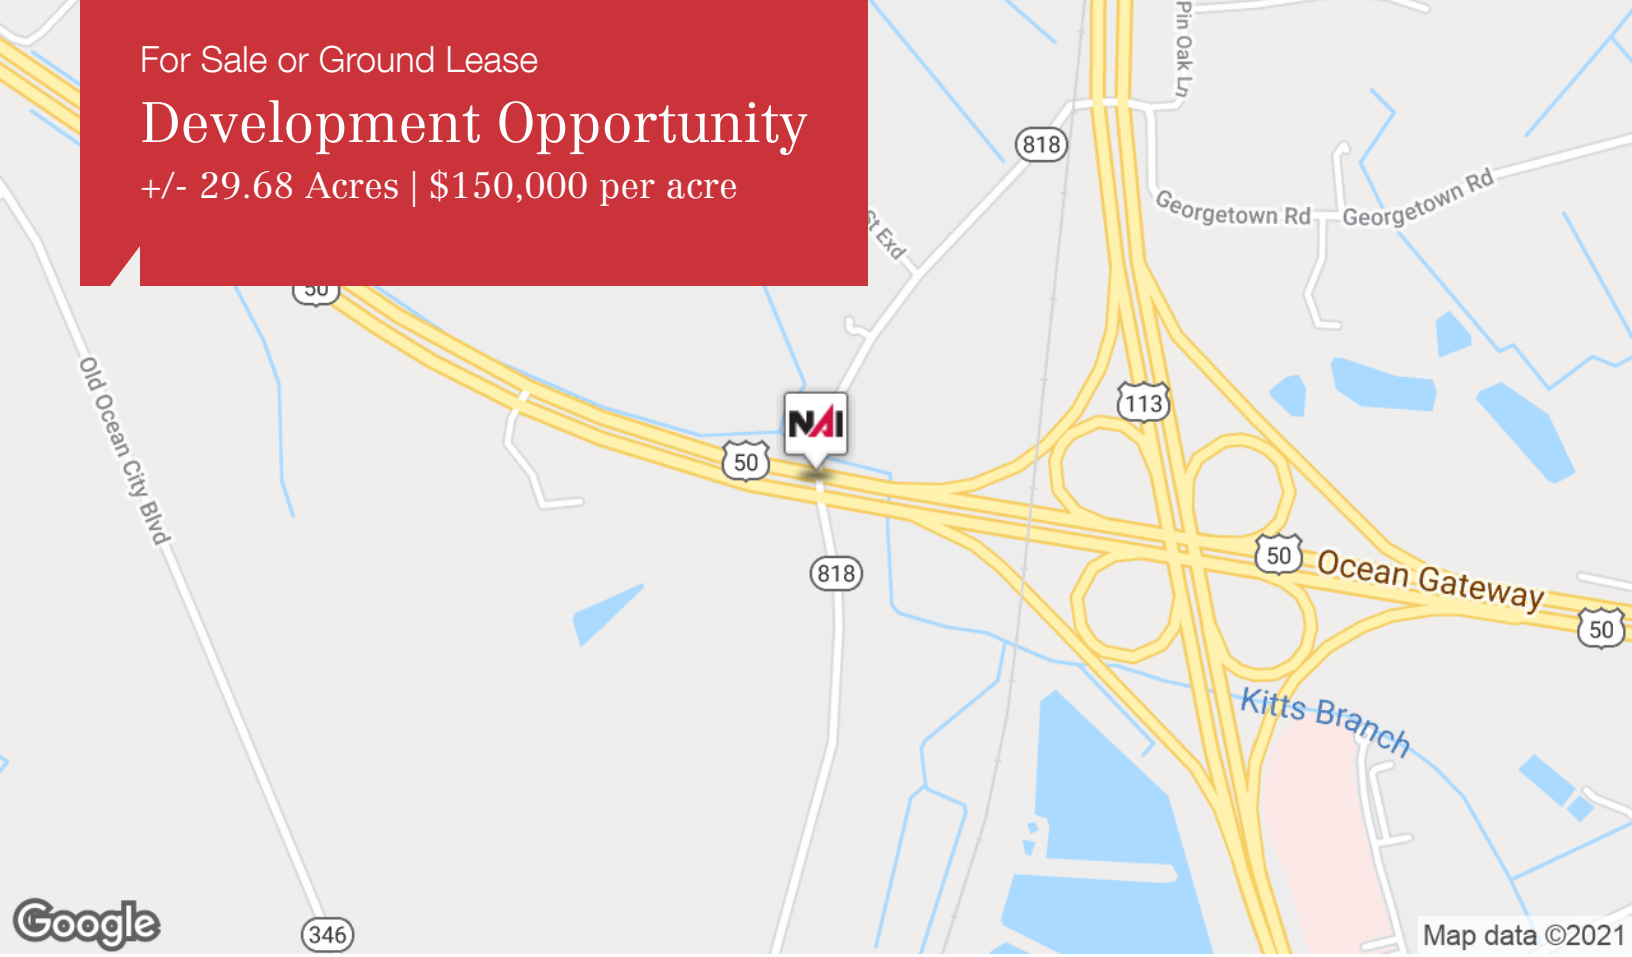 For Sale or Ground Lease
Development Opportunity
+/- 29.68 Acres | $150,000 per acre
Pin Oak Ln
818
Georgetown Rd
Georgetown Rd
St Exd
50
Old Ocean City Blvd
113
NAI
50
50
Ocean Gateway
818
50
Kitts Branch
346
Google
Map data ©2021